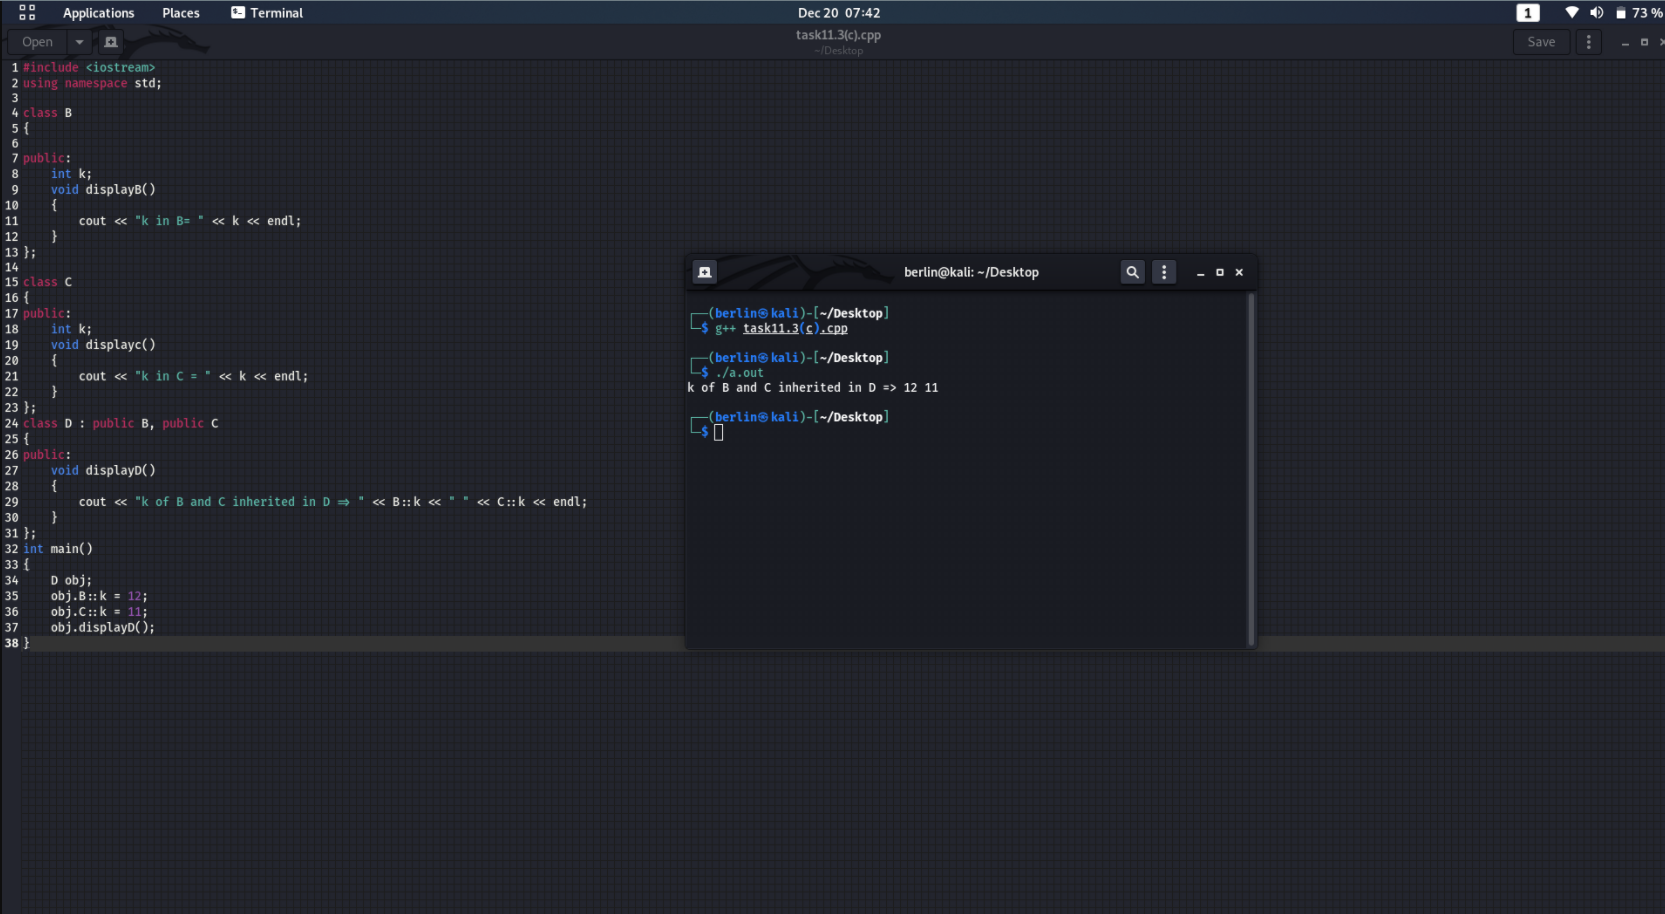 Applications Places Terminal Dec 20 07:42 1 73 %
Open task11.3(c).cpp Save
~/Desktop
1 #include <iostream>
2 using namespace std;
3
4 class B
5 {
6
7 public:
8 int k;
9 void displayB()
10 {
11 cout << "k in B= " << k << endl;
12 }
13 };
14
15 class C
16 {
17 public:
18 int k;
19 void displayc()
20 {
21 cout << "k in C = " << k << endl;
22 }
23 };
24 class D : public B, public C
25 {
26 public:
27 void displayD()
28 {
29 cout << "k of B and C inherited in D => " << B::k << " " << C::k << endl;
30 }
31 };
32 int main()
33 {
34 D obj;
35 obj.B::k = 12;
36 obj.C::k = 11;
37 obj.displayD();
38 }
berlin@kali: ~/Desktop
┌──(berlin㉿kali)-[~/Desktop]
└─$ g++ task11.3(c).cpp
┌──(berlin㉿kali)-[~/Desktop]
└─$ ./a.out
k of B and C inherited in D => 12 11
┌──(berlin㉿kali)-[~/Desktop]
└─$